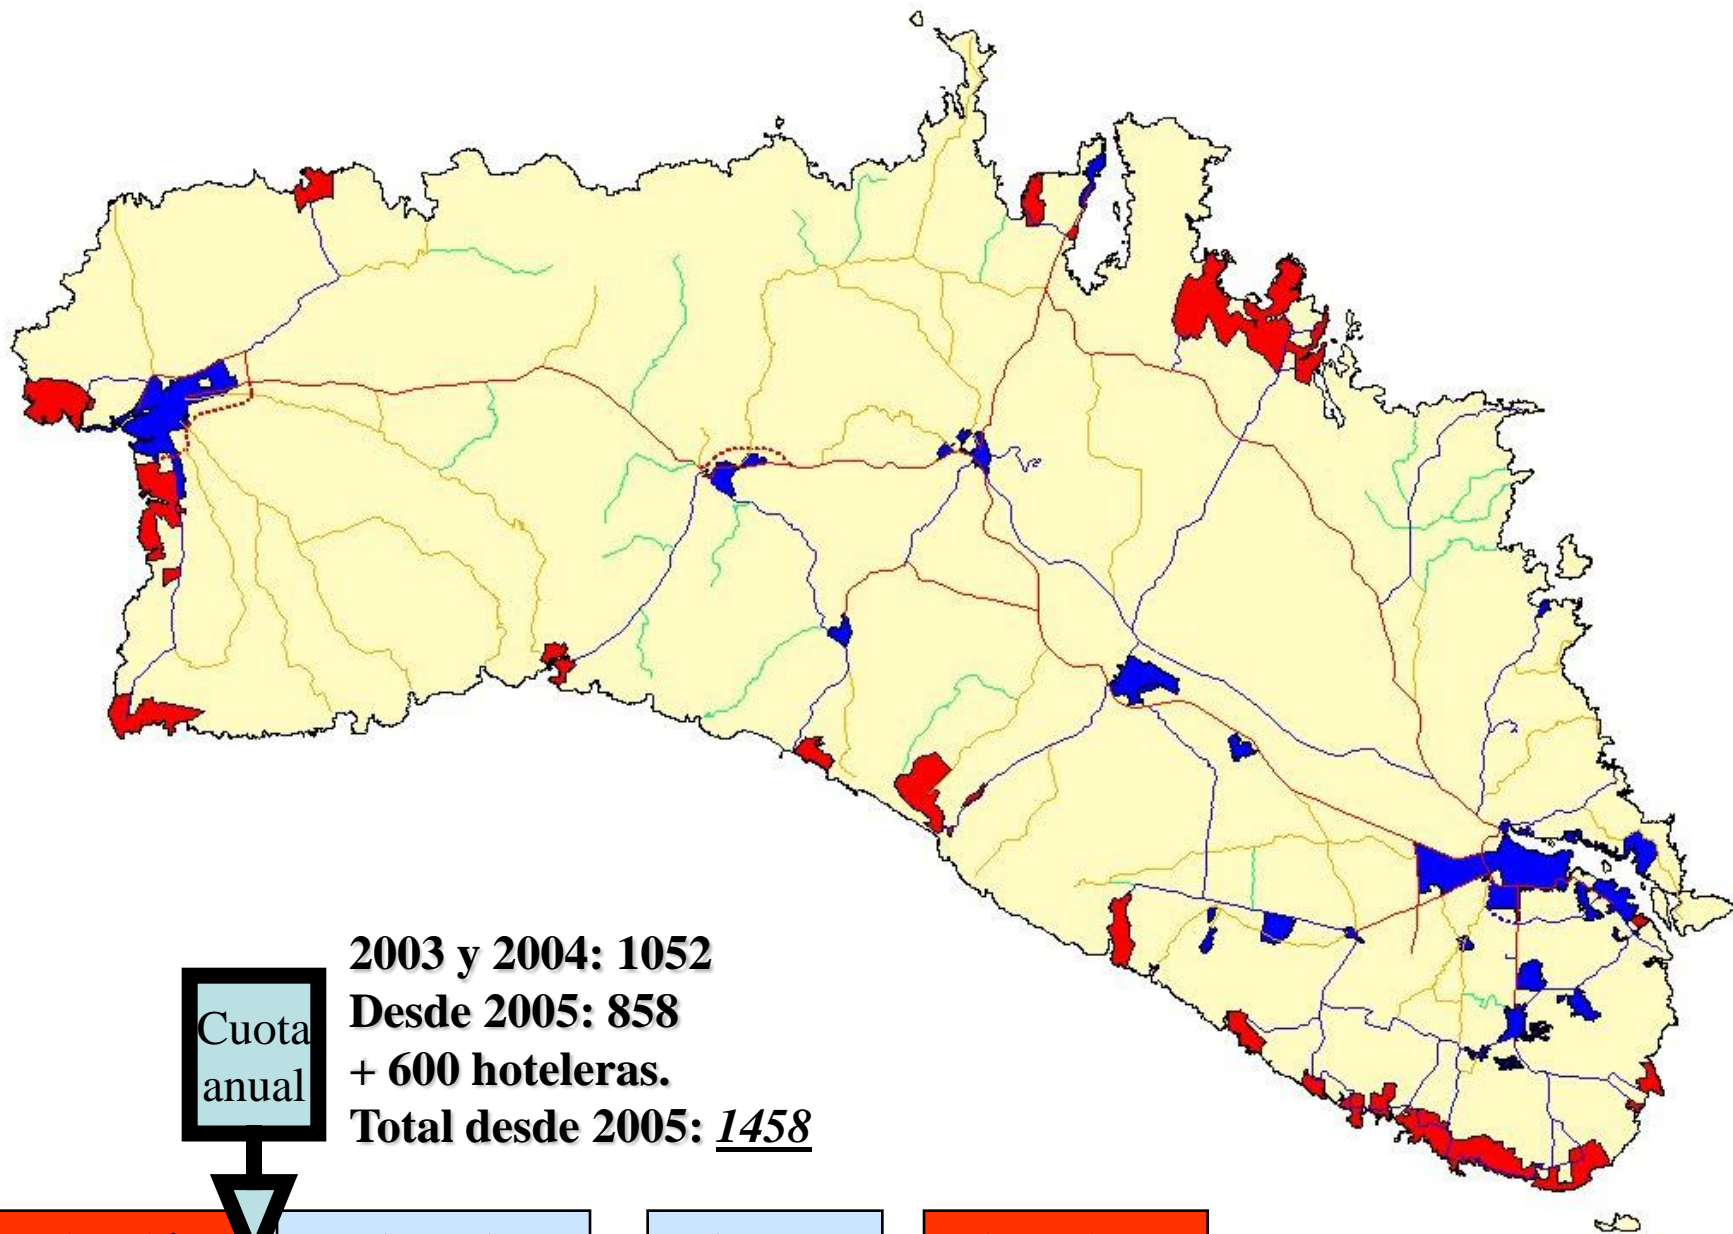 2003 y 2004: 1052
Desde 2005: 858
+ 600 hoteleras.
Total desde 2005: 1458
Cuota
anual